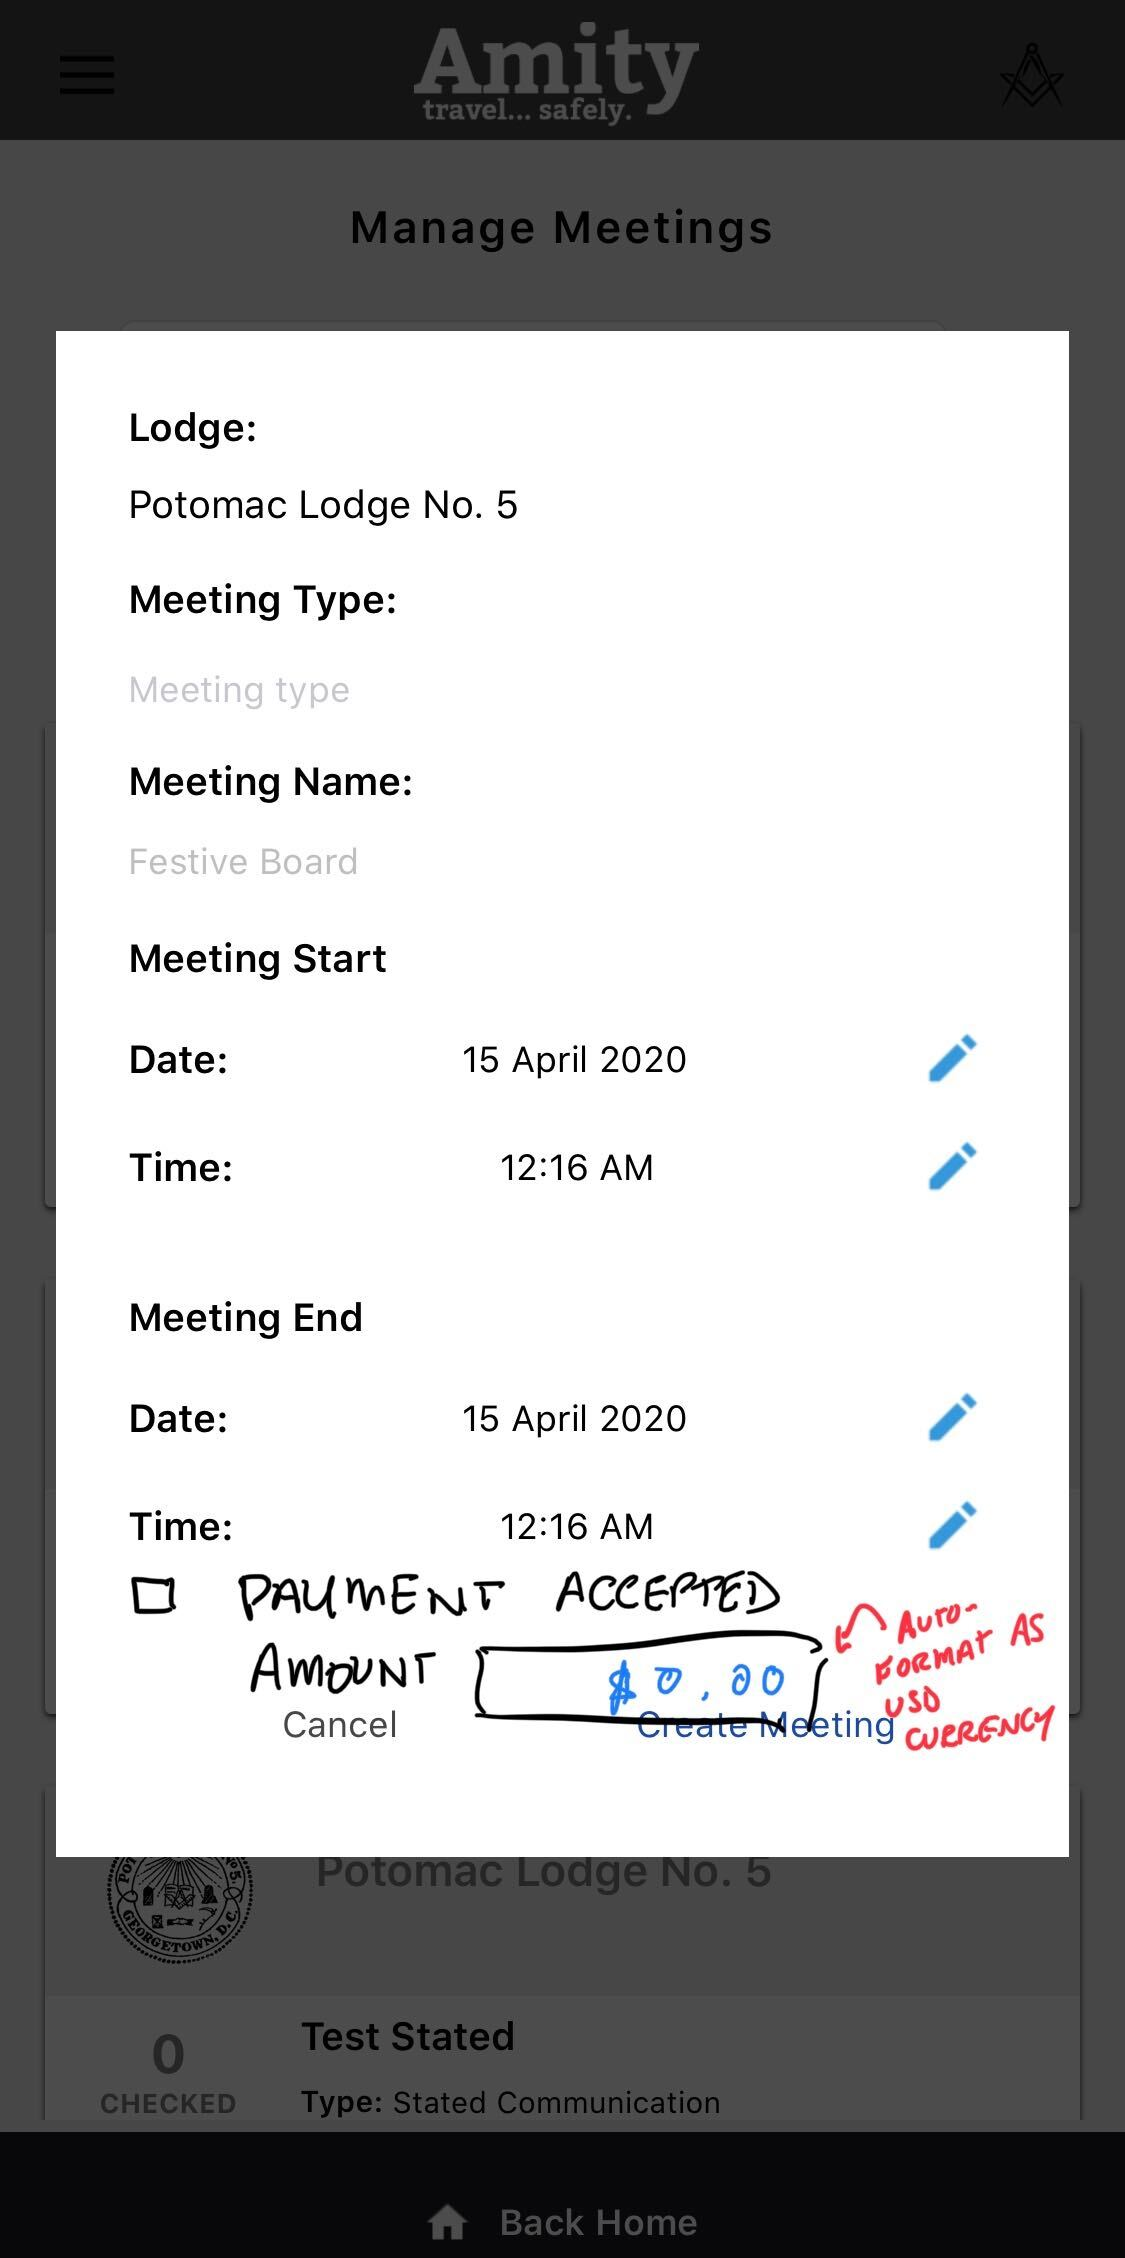 Amity
travel... safely.
Manage Meetings
Lodge:
Potomac Lodge No. 5
Meeting Type:
Meeting type
Meeting Name:
Festive Board
Meeting Start
Date: 15 April 2020
Time: 12:16 AM
Meeting End
Date: 15 April 2020
Time: 12:16 AM
PAYMENT ACCEPTED
AMOUNT $0.00
AUTO-
FORMAT AS
USD
CURRENCY
Cancel Create Meeting
Potomac Lodge No. 5
GEORGETOWN, D.C.
0 Test Stated
CHECKED Type: Stated Communication
Back Home